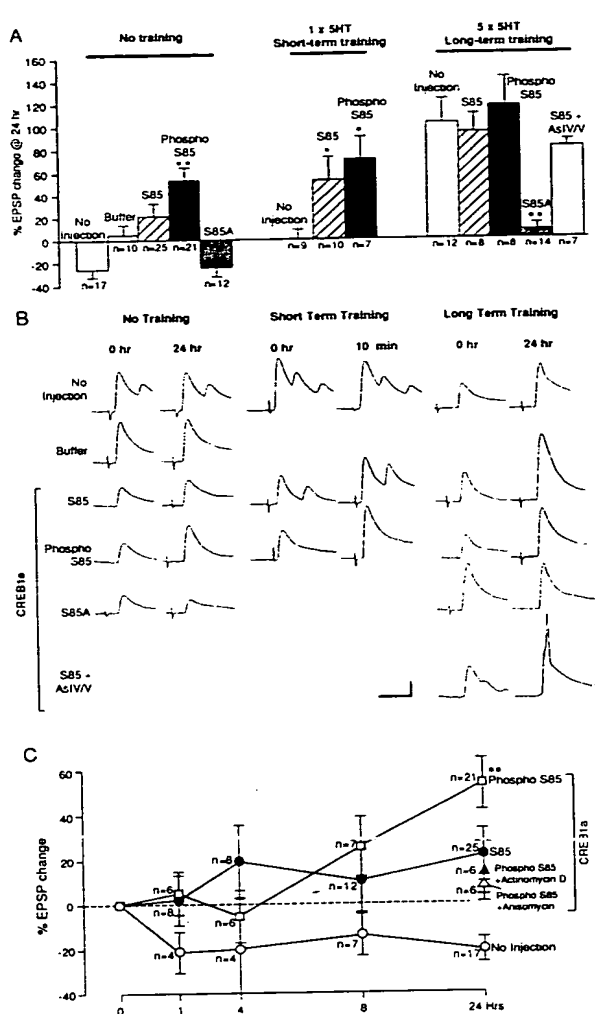 A
No training
1 x 5HT
Short-term training
5 x 5HT
Long-term training
% EPSP change @ 24 hr
160
140
120
100
80
60
40
20
0
-20
-40
No
Injection
n=17
Buffer
n=10
S85
n=25
Phospho
S85
**
n=21
S85A
n=12
No
Injection
n=9
S85
*
n=10
Phospho
S85
*
n=7
No
Injection
n=12
S85
n=8
Phospho
S85
n=8
S85A
**
n=14
S85 +
AsIV/V
n=7
B
No Training
Short Term Training
Long Term Training
0 hr
24 hr
0 hr
10 min
0 hr
24 hr
No
Injection
Buffer
S85
Phospho
S85
S85A
S85 +
AsIV/V
CREB1a
C
% EPSP change
60
40
20
0
-20
-40
n=6
n=8
n=4
n=8
n=6
n=4
n=7
n=12
n=7
n=21
**
Phospho S85
n=25
S85
n=6
Phospho S85
+Actinomycin D
n=6
Phospho S85
+Anisomycin
n=17
No Injection
CREB1a
0
1
4
8
24 Hrs